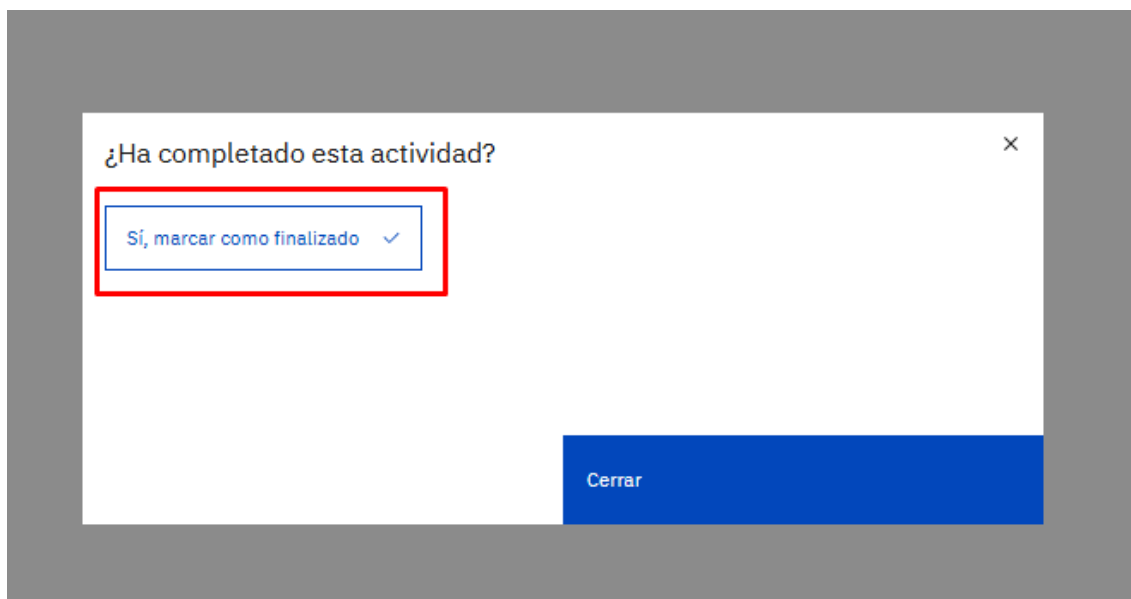 ¿Ha completado esta actividad?
Sí, marcar como finalizado
Cerrar